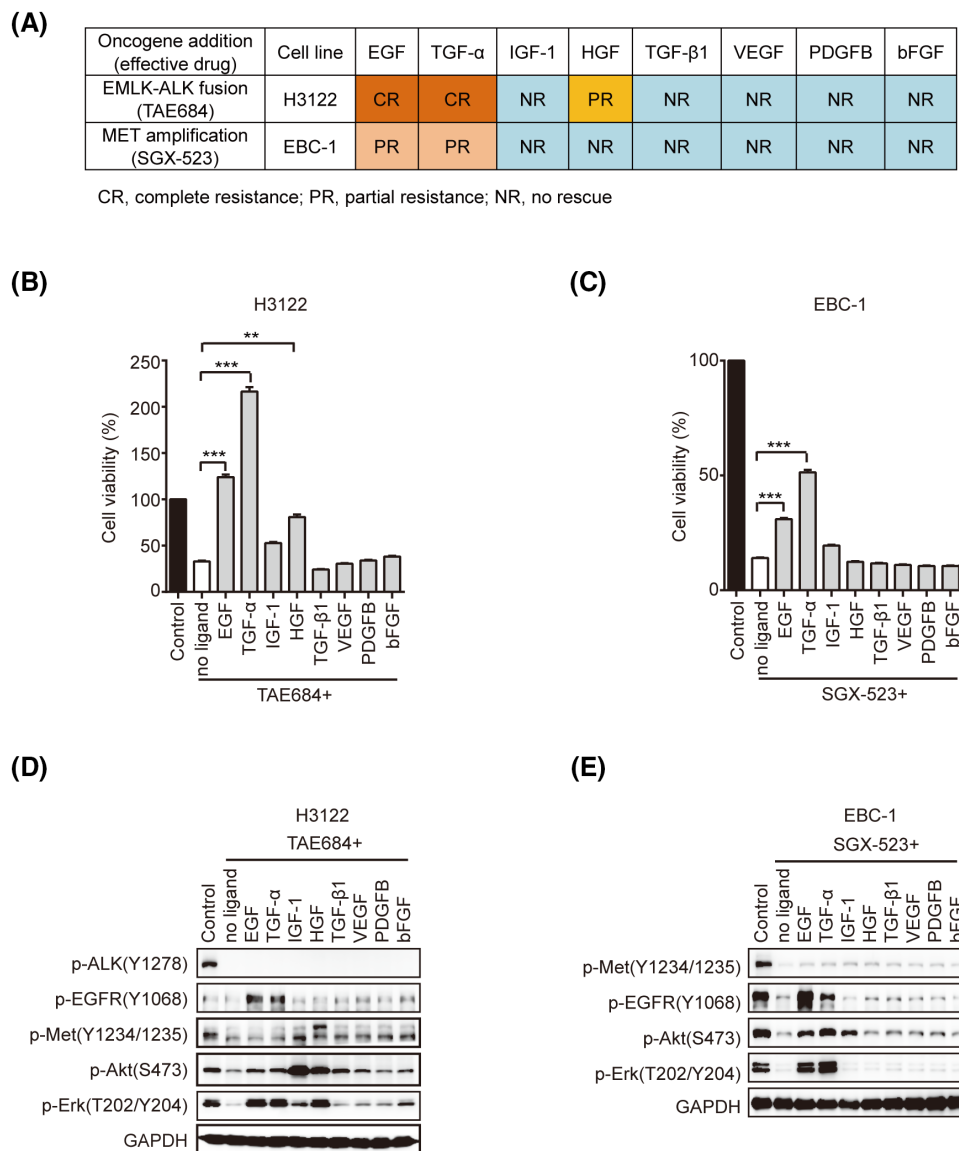 (A)
Oncogene addition (effective drug) Cell line EGF TGF-α IGF-1 HGF TGF-β1 VEGF PDGFB bFGF
EMLK-ALK fusion (TAE684) H3122 CR CR NR PR NR NR NR NR
MET amplification (SGX-523) EBC-1 PR PR NR NR NR NR NR NR
CR, complete resistance; PR, partial resistance; NR, no rescue
(B)
H3122
Cell viability (%)
250
200
150
100
50
0
***
***
**
Control
no ligand
EGF
TGF-α
IGF-1
HGF
TGF-β1
VEGF
PDGFB
bFGF
TAE684+
(C)
EBC-1
Cell viability (%)
100
50
0
***
***
Control
no ligand
EGF
TGF-α
IGF-1
HGF
TGF-β1
VEGF
PDGFB
bFGF
SGX-523+
(D)
H3122
TAE684+
Control
no ligand
EGF
TGF-α
IGF-1
HGF
TGF-β1
VEGF
PDGFB
bFGF
p-ALK(Y1278)
p-EGFR(Y1068)
p-Met(Y1234/1235)
p-Akt(S473)
p-Erk(T202/Y204)
GAPDH
(E)
EBC-1
SGX-523+
Control
no ligand
EGF
TGF-α
IGF-1
HGF
TGF-β1
VEGF
PDGFB
bFGF
p-Met(Y1234/1235)
p-EGFR(Y1068)
p-Akt(S473)
p-Erk(T202/Y204)
GAPDH